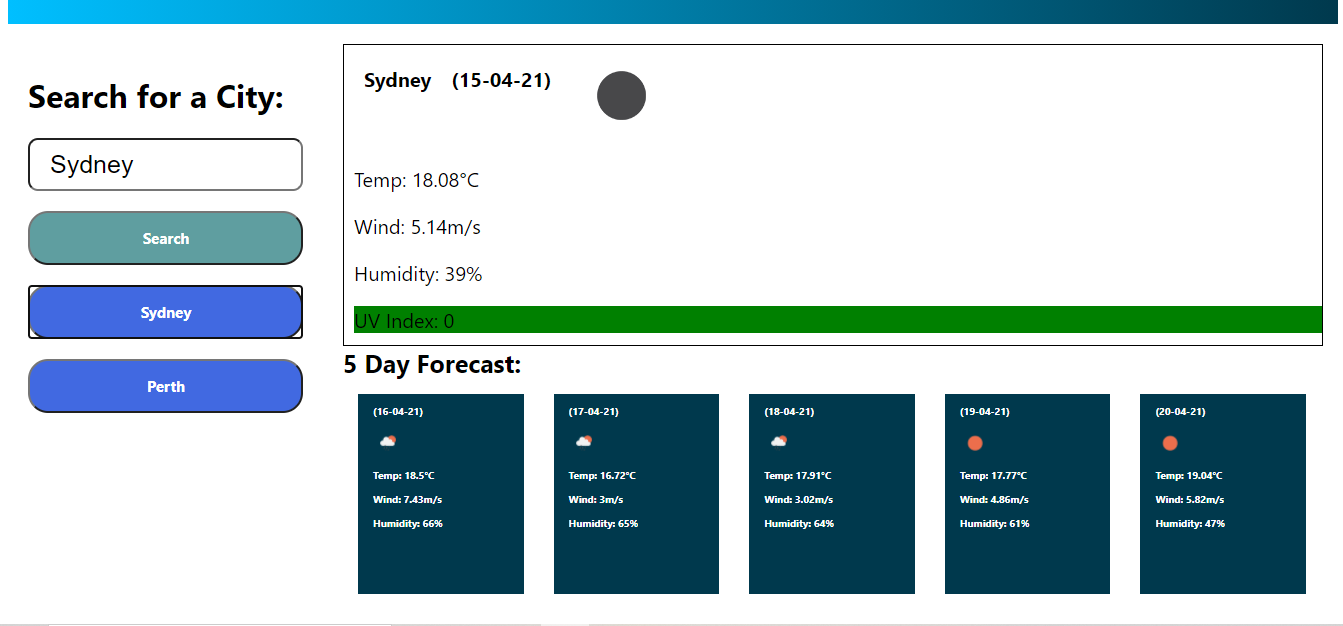 Search for a City:
Sydney
Search
Sydney
Perth
Sydney (15-04-21)
Temp: 18.08°C
Wind: 5.14m/s
Humidity: 39%
UV Index: 0
5 Day Forecast:
(16-04-21)
Temp: 18.5°C
Wind: 7.43m/s
Humidity: 66%
(17-04-21)
Temp: 16.72°C
Wind: 3m/s
Humidity: 65%
(18-04-21)
Temp: 17.91°C
Wind: 3.02m/s
Humidity: 64%
(19-04-21)
Temp: 17.77°C
Wind: 4.86m/s
Humidity: 61%
(20-04-21)
Temp: 19.04°C
Wind: 5.82m/s
Humidity: 47%